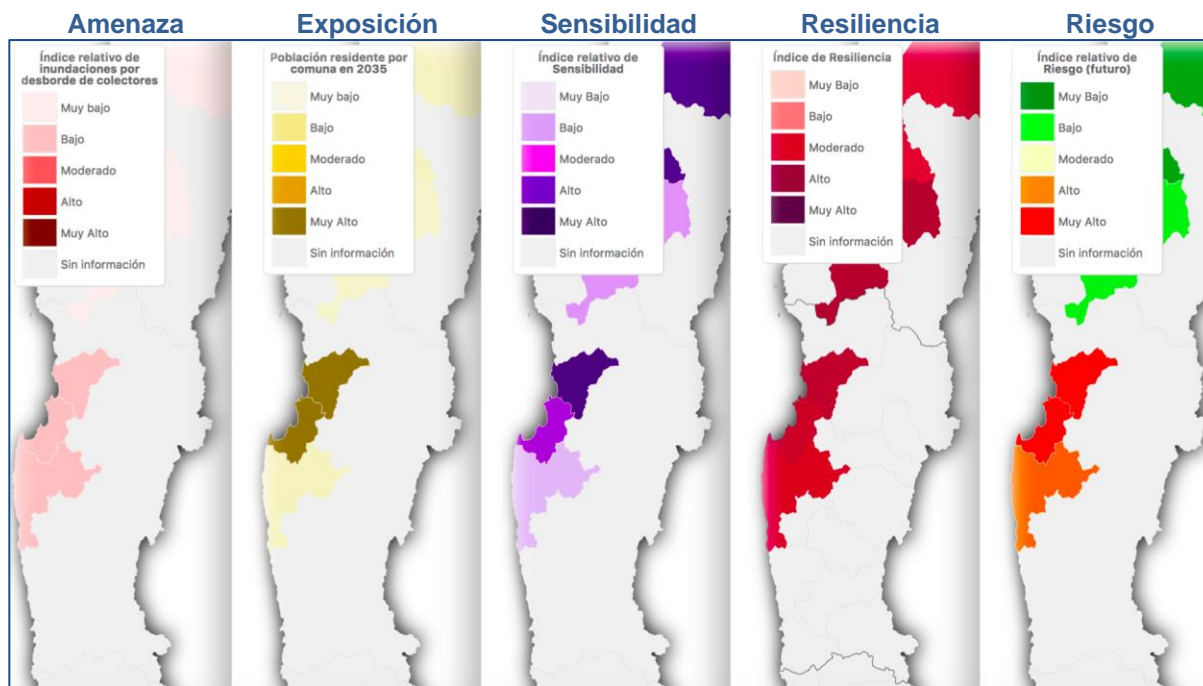 Amenaza
Exposición
Sensibilidad
Resiliencia
Riesgo
Índice relativo de
inundaciones por
desborde de colectores
Muy bajo
Bajo
Moderado
Alto
Muy Alto
Sin información
Población residente por
comuna en 2035
Muy bajo
Bajo
Moderado
Alto
Muy Alto
Sin información
Índice relativo de
Sensibilidad
Muy Bajo
Bajo
Moderado
Alto
Muy Alto
Sin información
Índice de Resiliencia
Muy Bajo
Bajo
Moderado
Alto
Muy Alto
Sin información
Índice relativo de
Riesgo (futuro)
Muy Bajo
Bajo
Moderado
Alto
Muy Alto
Sin información